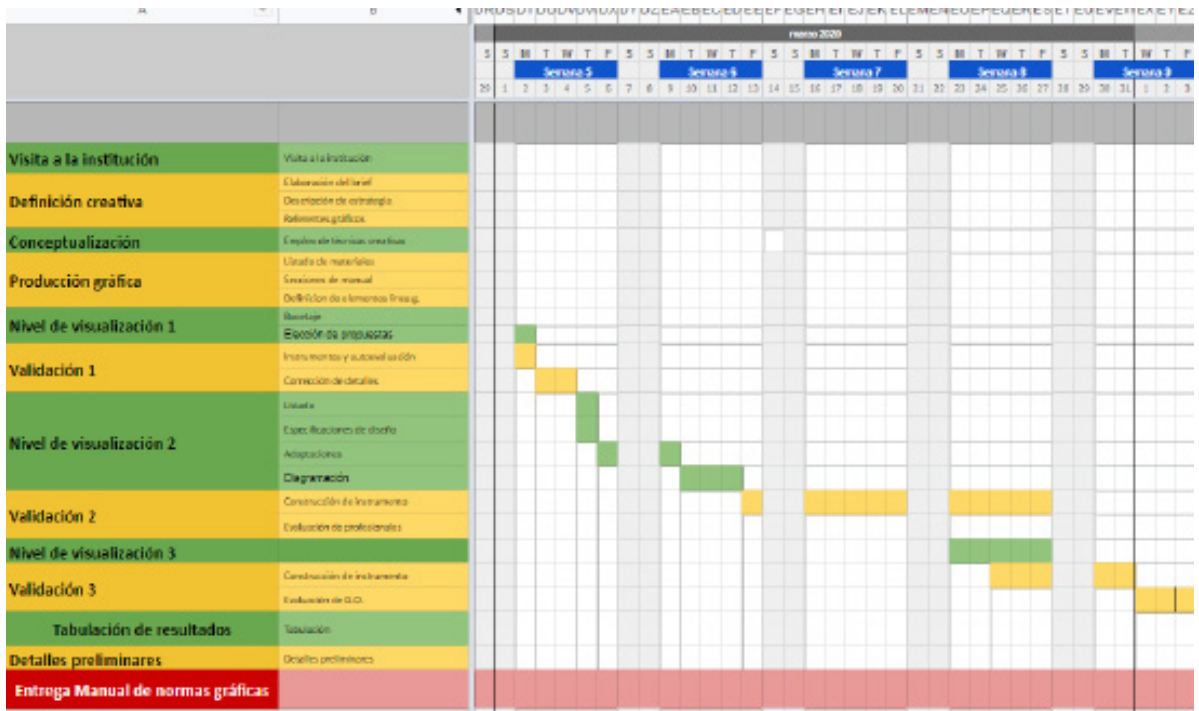 A B
marzo 2020
S S M T W T F S S M T W T F S S M T W T F S S M T W T F S S M T W T F
Semana 5 Semana 6 Semana 7 Semana 8 Semana 9
29 1 2 3 4 5 6 7 8 9 10 11 12 13 14 15 16 17 18 19 20 21 22 23 24 25 26 27 28 29 30 31 1 2 3
Visita a la institución Visita a la institución
Elaboración del brief
Definición creativa Descripción de estrategia
Referentes gráficos
Conceptualización Empleo de técnicas creativas
Listado de materiales
Producción gráfica Secciones de manual
Definicion de elementos linea g.
Nivel de visualización 1 Bocetaje
Elección de propuestas
Validación 1 Instrumentos y autoevaluación
Corrección de detalles
Listado
Nivel de visualización 2 Especificaciones de diseño
Adaptaciones
Diagramación
Validación 2 Construcción de instrumento
Evaluación de profesionales
Nivel de visualización 3
Validación 3 Construcción de instrumento
Evaluación de G.O.
Tabulación de resultados Tabulación
Detalles preliminares Detalles preliminares
Entrega Manual de normas gráficas